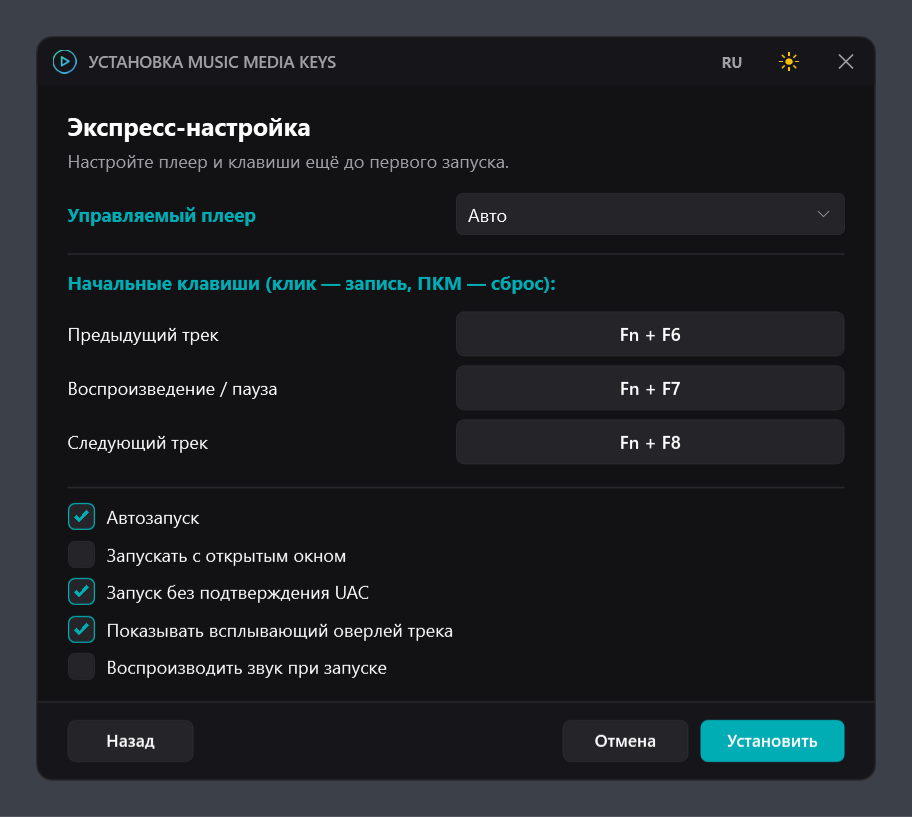 УСТАНОВКА MUSIC MEDIA KEYS RU
Экспресс-настройка
Настройте плеер и клавиши ещё до первого запуска.
Управляемый плеер Авто
Начальные клавиши (клик — запись, ПКМ — сброс):
Предыдущий трек Fn + F6
Воспроизведение / пауза Fn + F7
Следующий трек Fn + F8
Автозапуск
Запускать с открытым окном
Запуск без подтверждения UAC
Показывать всплывающий оверлей трека
Воспроизводить звук при запуске
Назад Отмена Установить